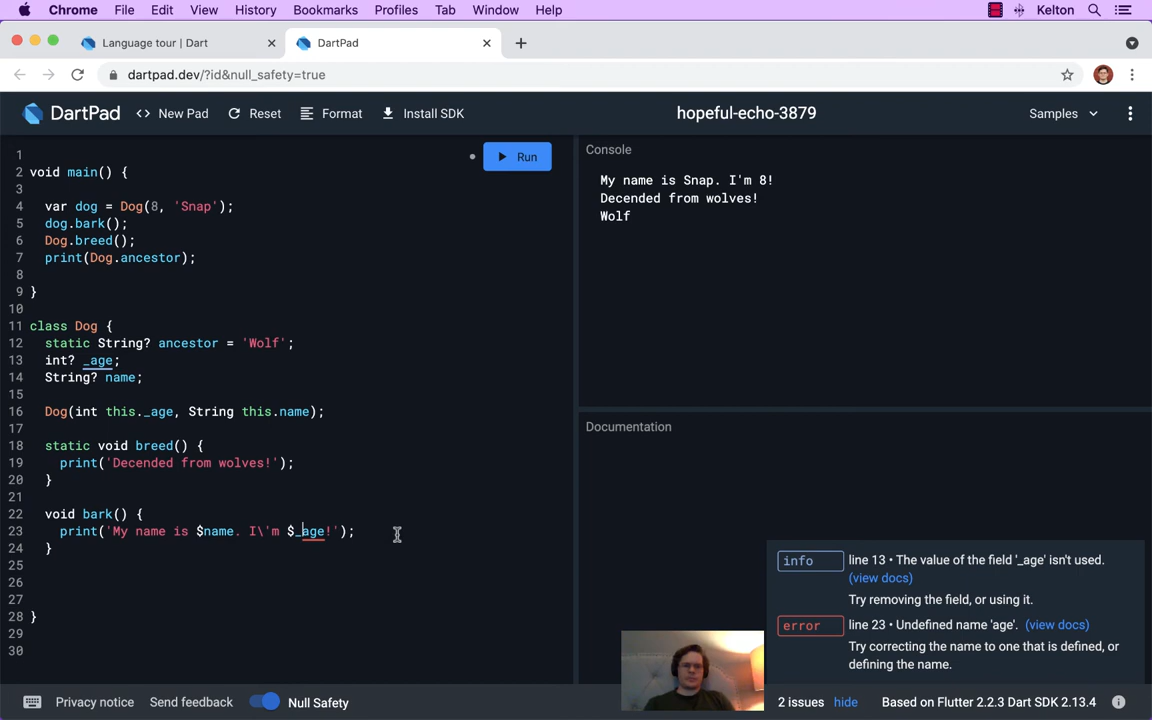 Chrome File Edit View History Bookmarks Profiles Tab Window Help Kelton
Language tour | Dart
DartPad
dartpad.dev/?id&null_safety=true
DartPad <> New Pad Reset Format Install SDK hopeful-echo-3879 Samples
Run
Console
My name is Snap. I'm 8!
Decended from wolves!
Wolf
1
2 void main() {
3
4 var dog = Dog(8, 'Snap');
5 dog.bark();
6 Dog.breed();
7 print(Dog.ancestor);
8
9 }
10
11 class Dog {
12 static String? ancestor = 'Wolf';
13 int? _age;
14 String? name;
15
16 Dog(int this._age, String this.name);
17
18 static void breed() {
19 print('Decended from wolves!');
20 }
21
22 void bark() {
23 print('My name is $name. I\'m $_age!');
24 }
25
26
27
28 }
29
30
Documentation
info line 13 • The value of the field '_age' isn't used.
(view docs)
Try removing the field, or using it.
error line 23 • Undefined name 'age'. (view docs)
Try correcting the name to one that is defined, or
defining the name.
Privacy notice Send feedback Null Safety 2 issues hide Based on Flutter 2.2.3 Dart SDK 2.13.4